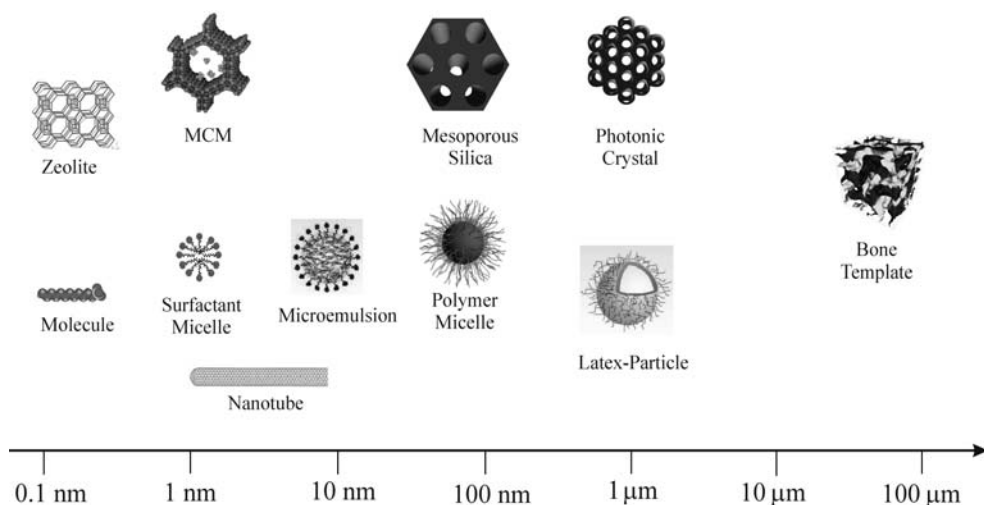 MCM
Mesoporous
Silica
Photonic
Crystal
Zeolite
Bone
Template
Molecule
Surfactant
Micelle
Microemulsion
Polymer
Micelle
Latex-Particle
Nanotube
0.1 nm
1 nm
10 nm
100 nm
1 μm
10 μm
100 μm